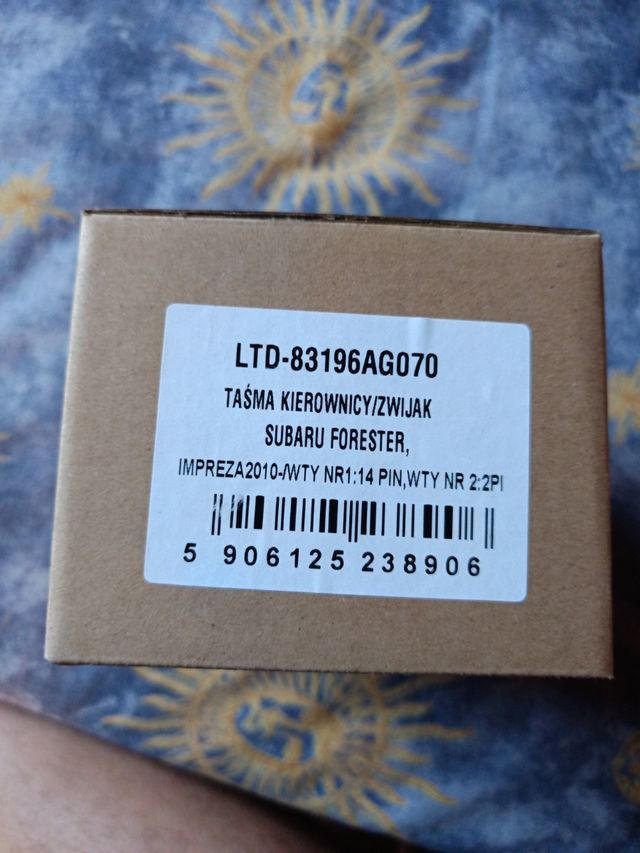 LTD-83196AG070
TAŚMA KIEROWNICY/ZWIJAK
SUBARU FORESTER,
IMPREZA2010-/WTY NR1:14 PIN,WTY NR 2:2PI
5 906125 238906